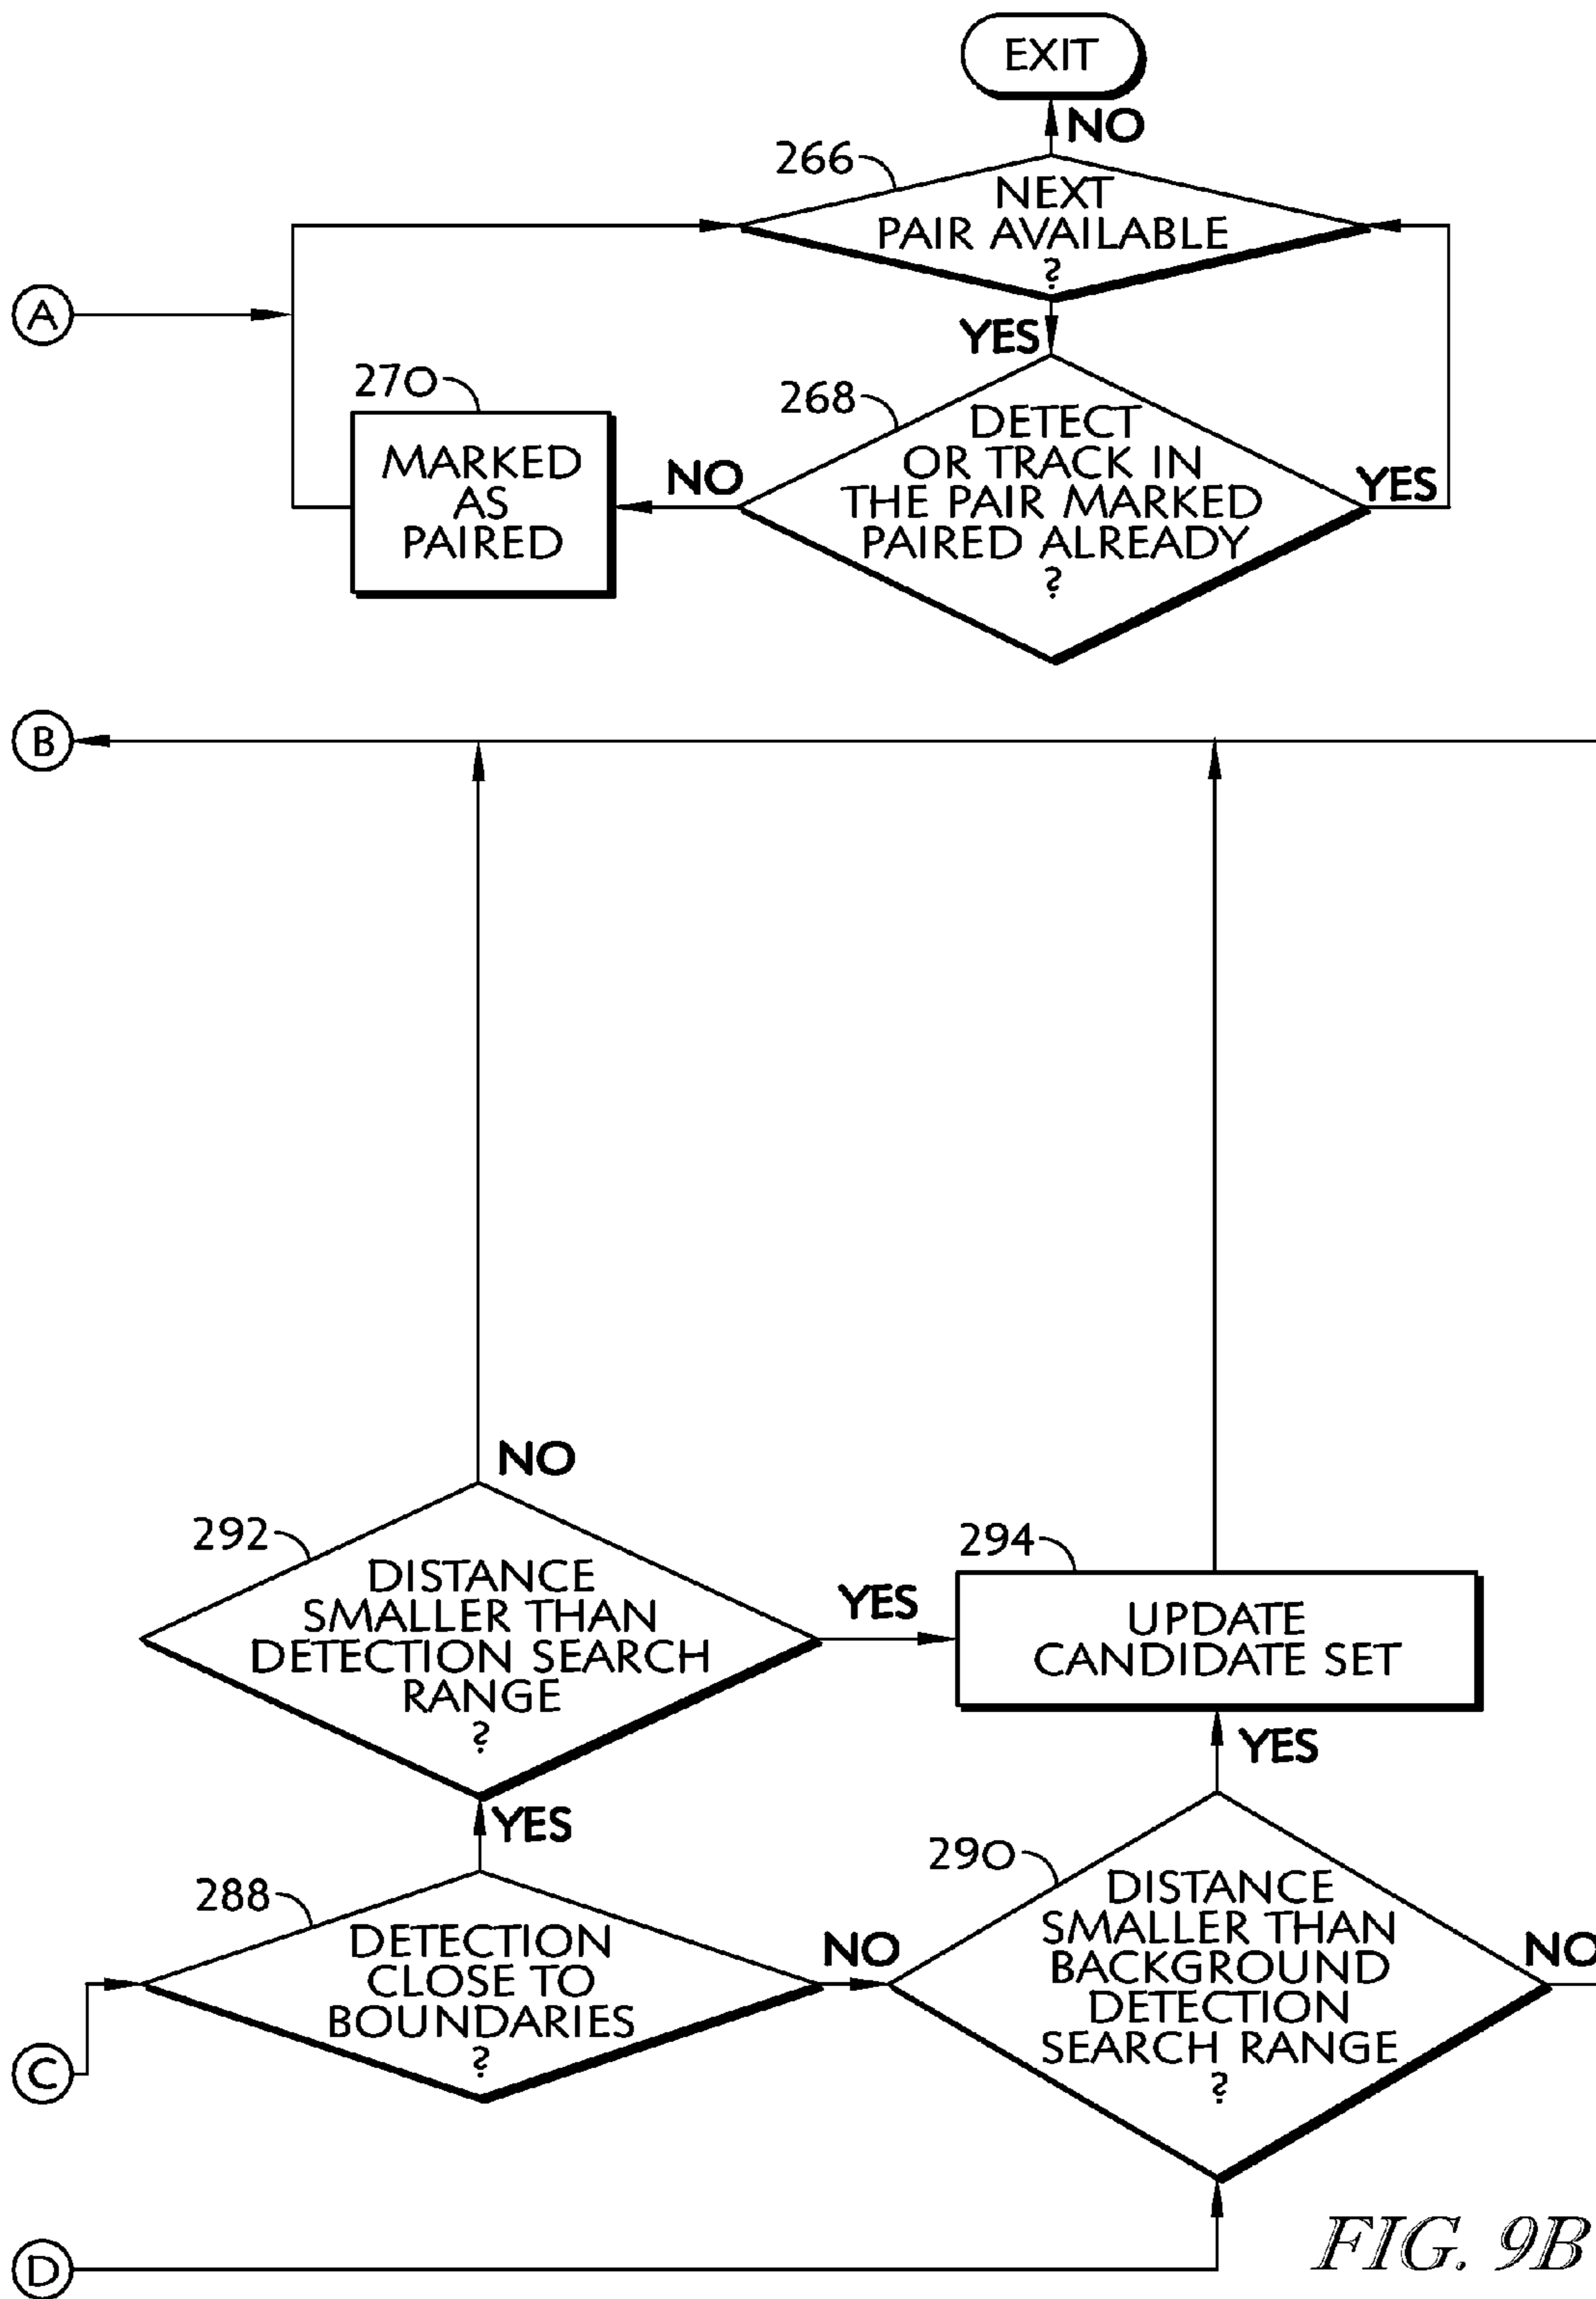 EXIT
NO
266
NEXT
PAIR AVAILABLE
?
A
YES
270
268
MARKED
AS
PAIRED
NO
DETECT
OR TRACK IN
THE PAIR MARKED
PAIRED ALREADY
?
YES
B
NO
292
DISTANCE
SMALLER THAN
DETECTION SEARCH
RANGE
?
YES
294
UPDATE
CANDIDATE SET
YES
YES
288
DETECTION
CLOSE TO
BOUNDARIES
?
NO
290
DISTANCE
SMALLER THAN
BACKGROUND
DETECTION
SEARCH RANGE
?
NO
C
D
FIG. 9B